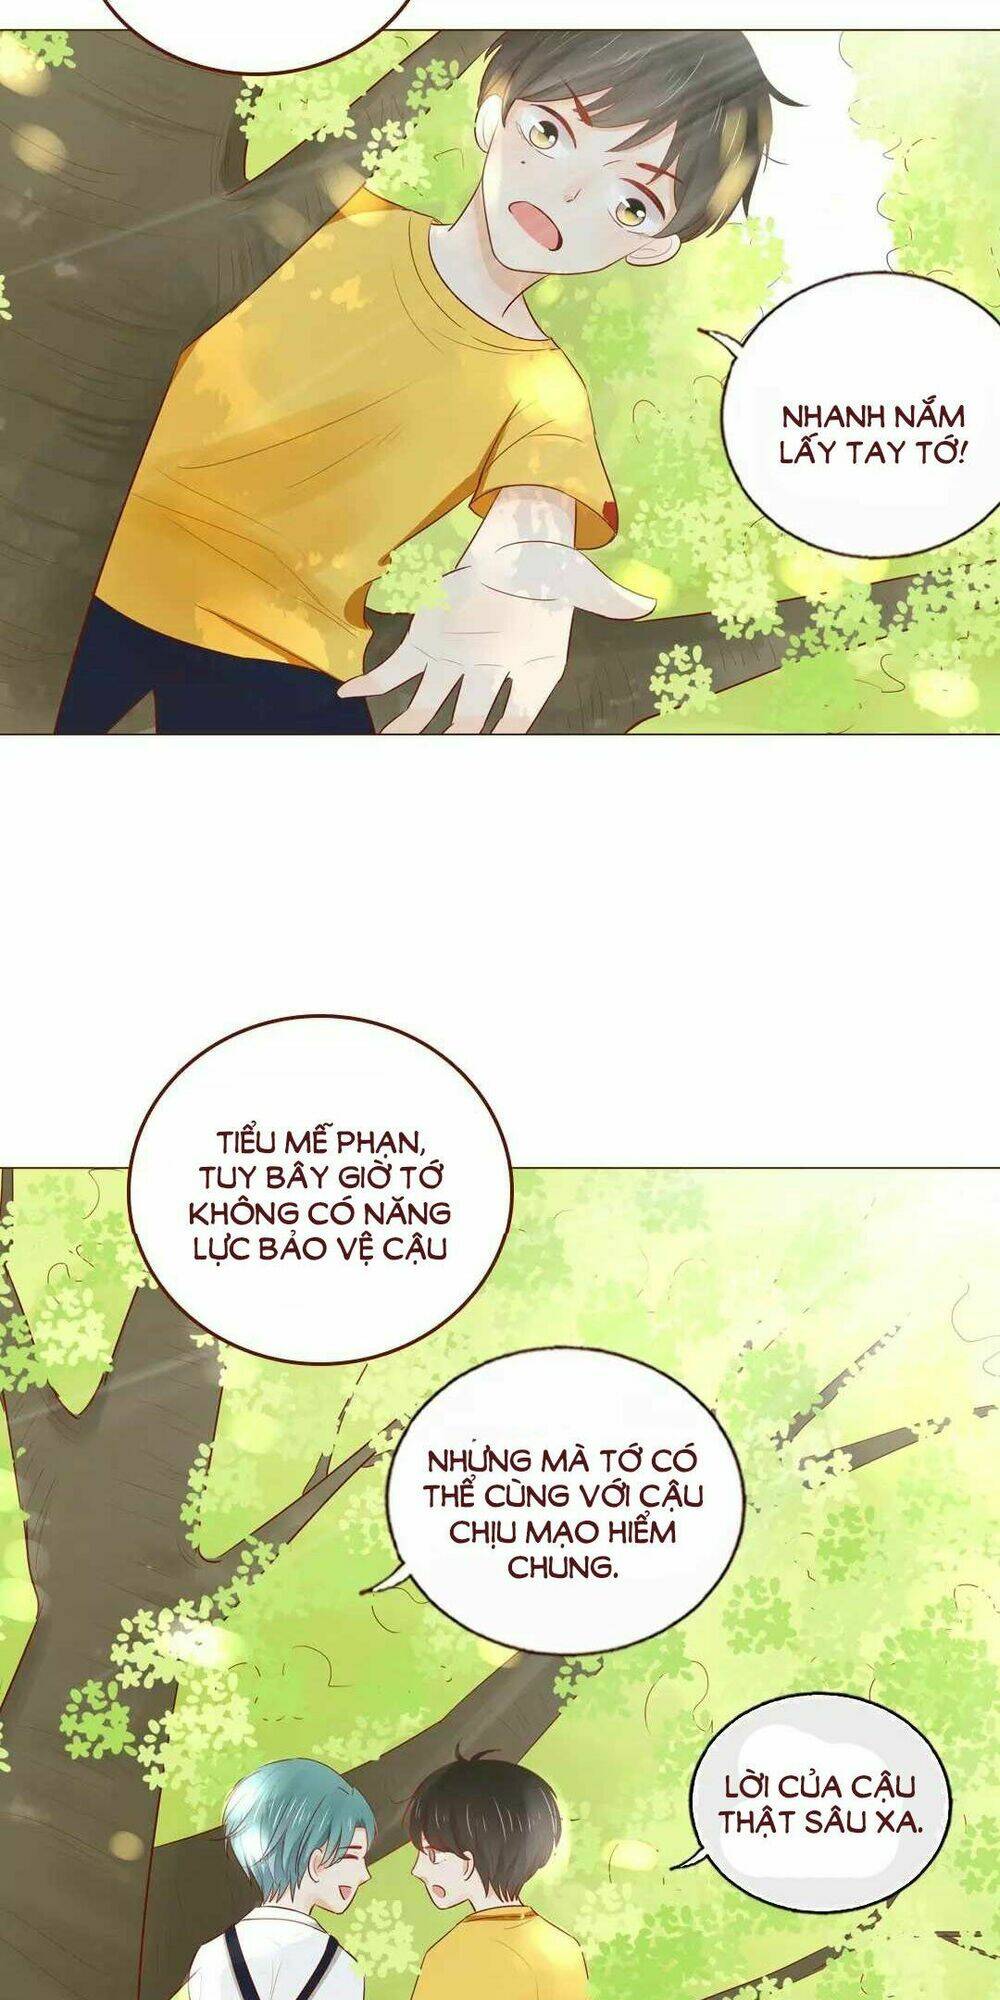 NHANH NẮM
LẤY TAY TỚ!
TIỂU MỄ PHẠN,
TUY BÂY GIỜ TỚ
KHÔNG CÓ NĂNG
LỰC BẢO VỆ CẬU
NHƯNG MÀ TỚ CÓ
THỂ CÙNG VỚI CẬU
CHỊU MẠO HIỂM
CHUNG.
LỜI CỦA CẬU
THẬT SÂU XA.